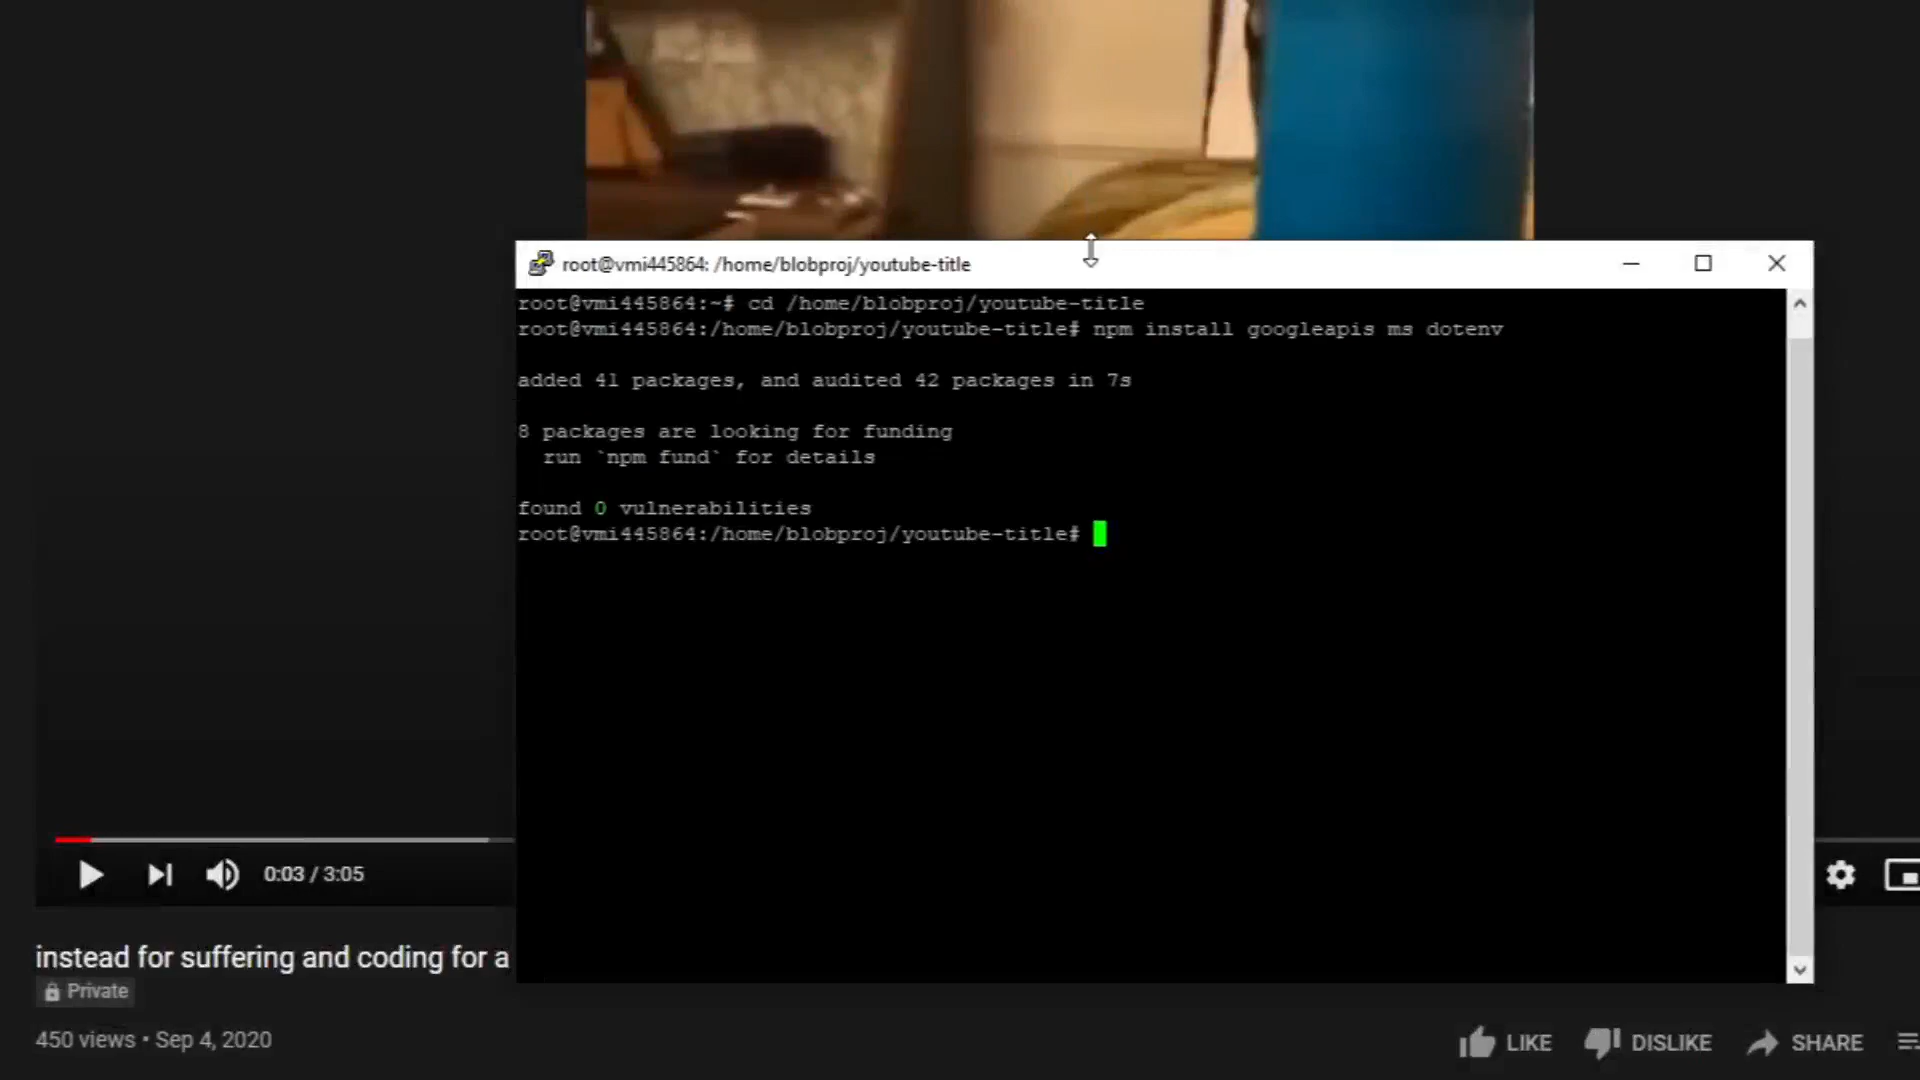 root@vmi445864: /home/blobproj/youtube-title
root@vmi445864:~# cd /home/blobproj/youtube-title
root@vmi445864:/home/blobproj/youtube-title# npm install googleapis ms dotenv
added 41 packages, and audited 42 packages in 7s
8 packages are looking for funding
run `npm fund` for details
found 0 vulnerabilities
root@vmi445864:/home/blobproj/youtube-title#
0:03 / 3:05
instead for suffering and coding for a
Private
450 views • Sep 4, 2020
LIKE
DISLIKE
SHARE